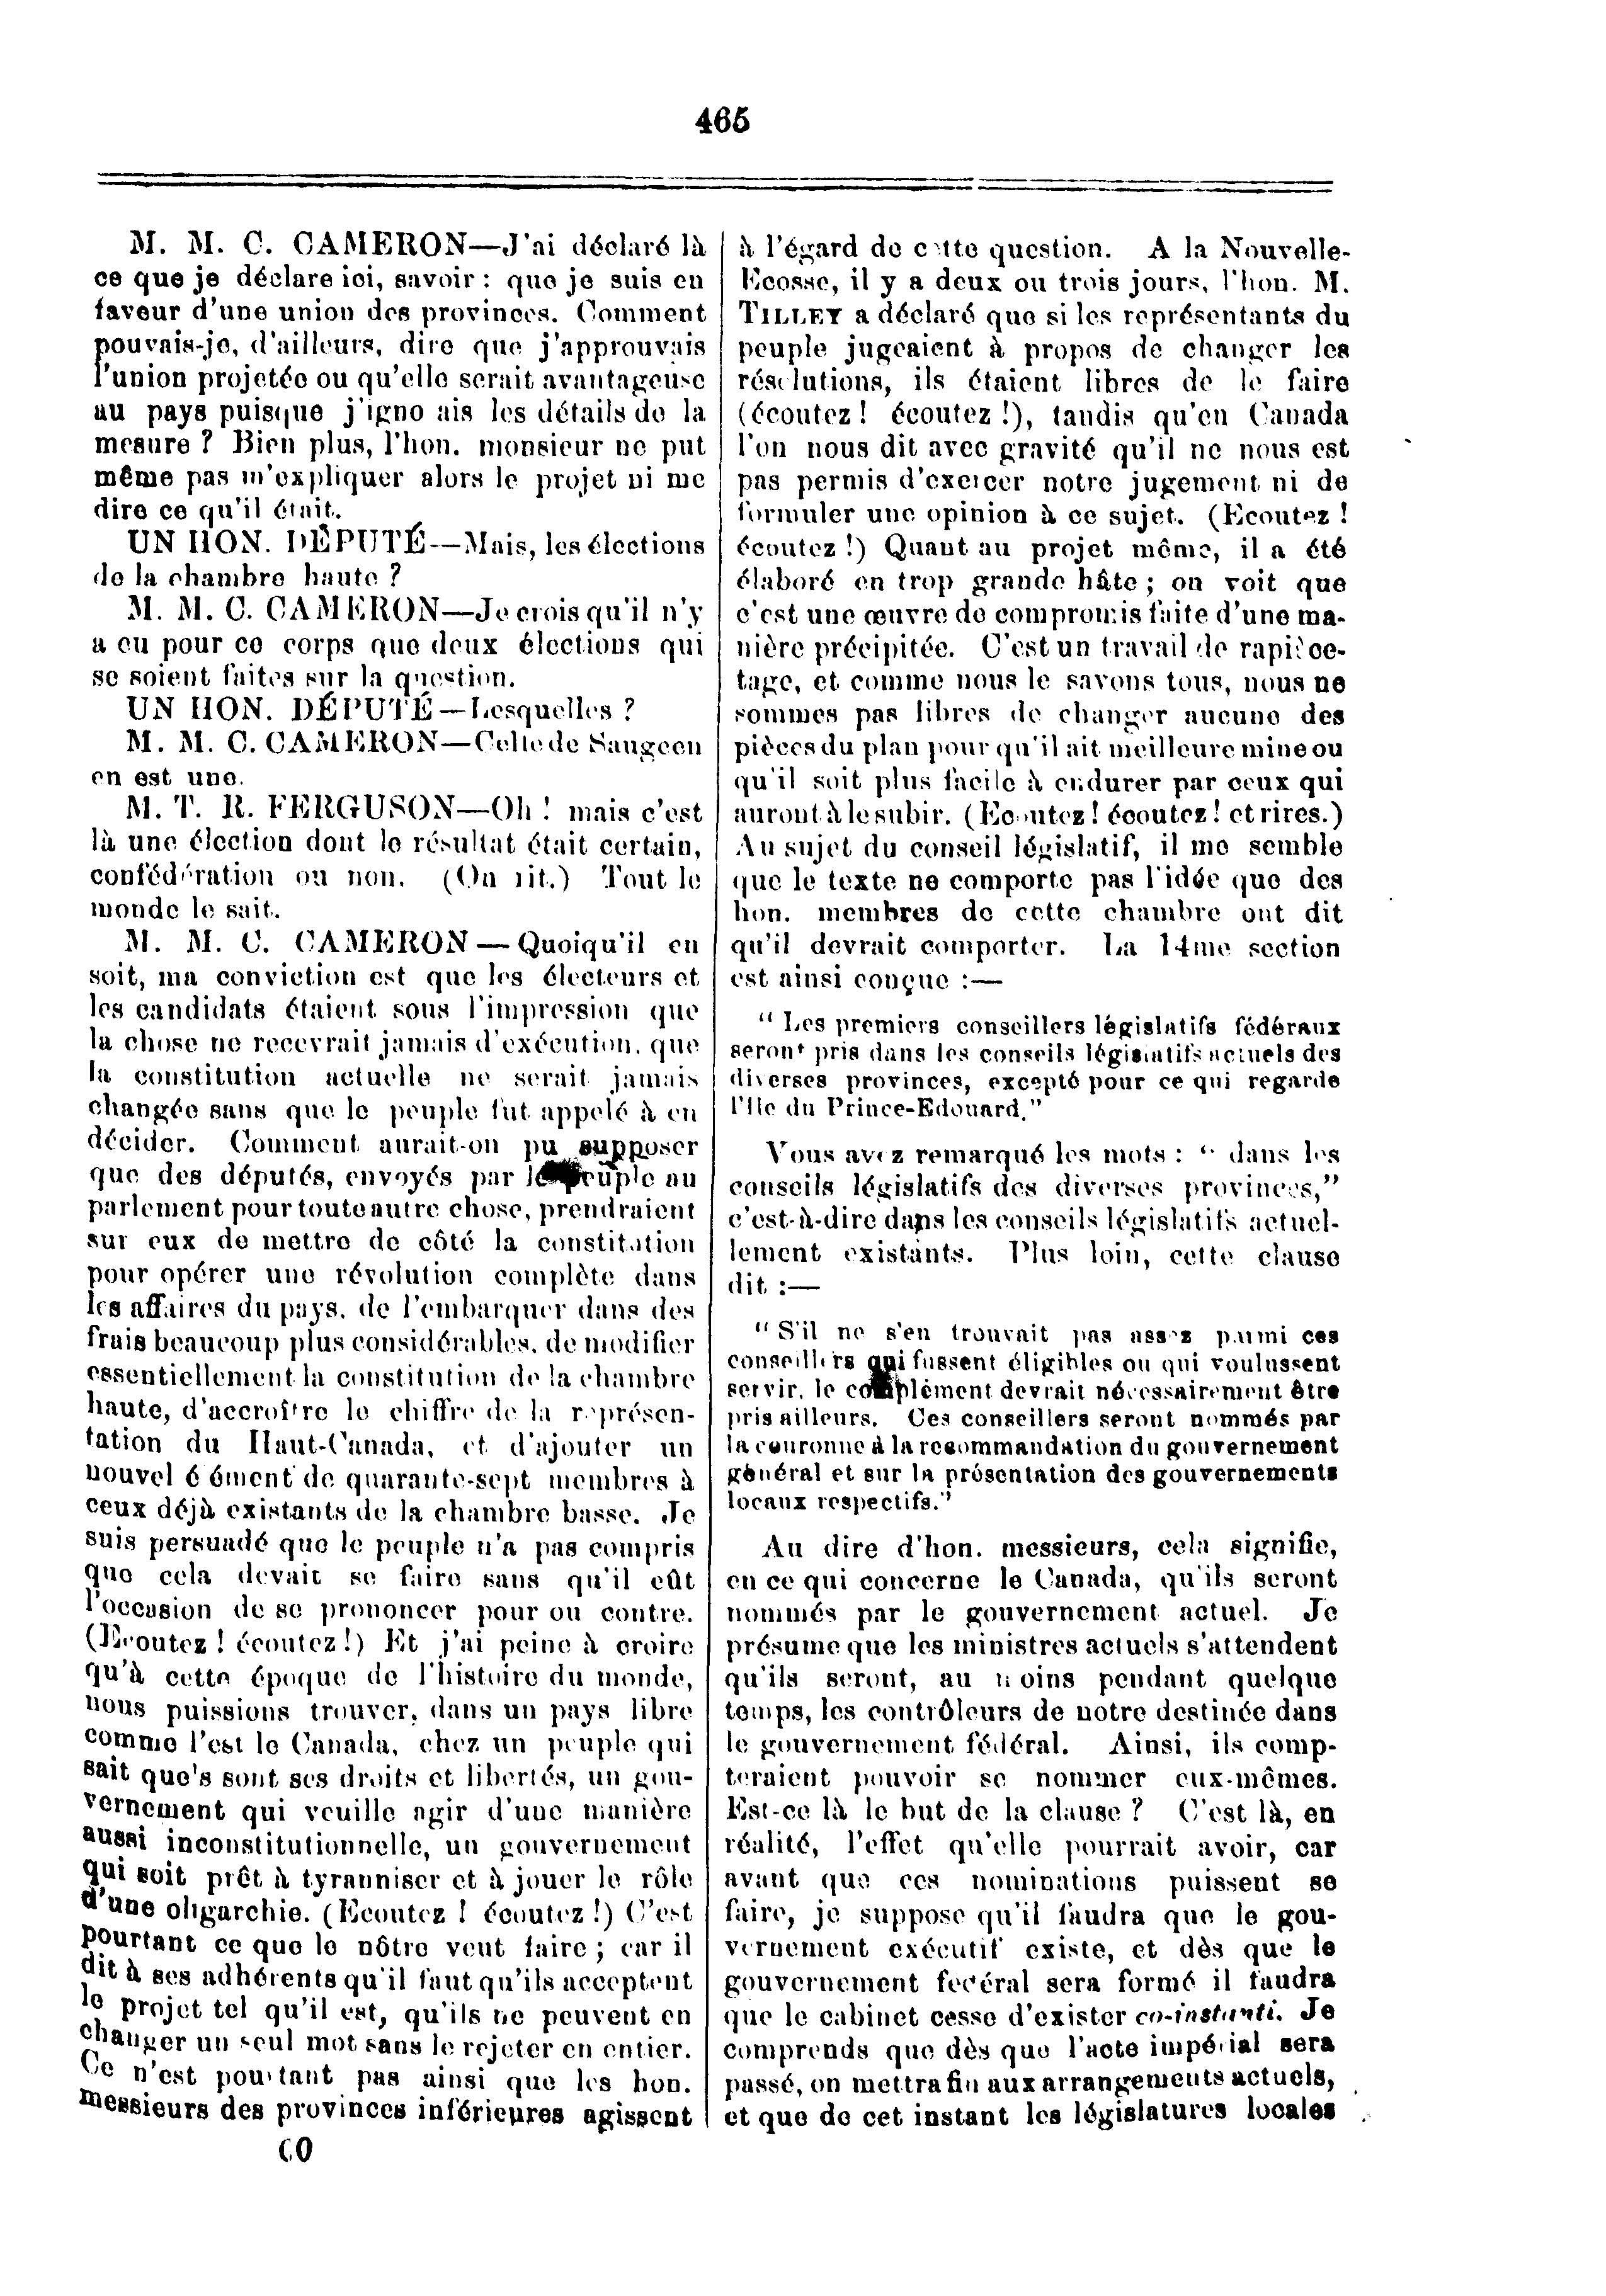 465
M. M. C. CAMERON—J'ai déclaré là
ce que je déclare ici, savoir : que je suis en
faveur d'une union des provinces. Comment
pouvais-je, d'ailleurs, dire que j'approuvais
l'union projetée ou qu'elle serait avantageuse
au pays puisque j'igno ais les détails de la
mesure ? Bien plus, l'hon. monsieur ne put
même pas m'expliquer alors le projet ni me
dire ce qu'il était.
UN HON. DÉPUTÉ—Mais, les élections
de la chambre haute ?
M. M. C. CAMERON—Je crois qu'il n'y
a eu pour ce corps que deux élections qui
se soient faites sur la question.
UN HON. DÉPUTÉ—Lesquelles ?
M. M. C. CAMERON—Celle de Saugeen
en est une.
M. T. R. FERGUSON—Oh ! mais c'est
là une élection dont le résultat était certain,
confédération ou non. (On rit.) Tout le
monde le sait.
M. M. C. CAMERON—Quoiqu'il en
soit, ma conviction est que les électeurs et
les candidats étaient sous l'impression que
la chose ne recevrait jamais d'exécution, que
la constitution actuelle ne serait jamais
changée sans que le peuple fut appelé à en
décider. Comment aurait-on pu supposer
que des députés, envoyés par le peuple au
parlement pour toute autre chose, prendraient
sur eux de mettre de côté la constitution
pour opérer une révolution complète dans
les affaires du pays, de l'embarquer dans des
frais beaucoup plus considérables, de modifier
essentiellement la constitution de la chambre
haute, d'accroître le chiffre de la représen-
tation du Haut-Canada, et d'ajouter un
nouvel é ément de quarante-sept membres à
ceux déjà existants de la chambre basse. Je
suis persuadé que le peuple n'a pas compris
que cela devait se faire sans qu'il eût
l'occasion de se prononcer pour ou contre.
(Ecoutez ! écoutez !) Et j'ai peine à croire
qu'à cette époque de l'histoire du monde,
nous puissions trouver, dans un pays libre
comme l'est le Canada, chez un peuple qui
sait que's sont ses droits et libertés, un gou-
vernement qui veuille agir d'une manière
aussi inconstitutionnelle, un gouvernement
qui soit prêt à tyranniser et à jouer le rôle
d'une oligarchie. (Ecoutez ! écoutez !) C'est
pourtant ce que le nôtre veut faire ; car il
dit à ses adhérents qu'il faut qu'ils acceptent
le projet tel qu'il est, qu'ils ne peuvent en
changer un seul mot sans le rejeter en entier.
Ce n'est pourtant pas ainsi que les hon.
messieurs des provinces inférieures agissent
60
à l'égard de cette question. A la Nouvelle-
Ecosse, il y a deux ou trois jours, l'hon. M.
TILLEY a déclaré que si les représentants du
peuple jugeaient à propos de changer les
résolutions, ils étaient libres de le faire
(écoutez ! écoutez !), tandis qu'en Canada
l'on nous dit avec gravité qu'il ne nous est
pas permis d'exercer notre jugement ni de
formuler une opinion à ce sujet. (Ecoutez !
écoutez !) Quant au projet même, il a été
élaboré en trop grande hâte ; on voit que
c'est une œuvre de compromis faite d'une ma-
nière précipitée. C'est un travail de rapièce-
tage, et comme nous le savons tous, nous ne
sommes pas libres de changer aucune des
pièces du plan pour qu'il ait meilleure mine ou
qu'il soit plus facile à endurer par ceux qui
auront à le subir. (Ecoutez ! écoutez ! et rires.)
Au sujet du conseil législatif, il me semble
que le texte ne comporte pas l'idée que des
hon. membres de cette chambre ont dit
qu'il devrait comporter. La 14me section
est ainsi conçue :—
" Les premiers conseillers législatifs fédéraux
seront pris dans les conseils législatifs actuels des
diverses provinces, excepté pour ce qui regarde
l'Ile du Prince-Edouard."
Vous avez remarqué les mots : " dans les
conseils législatifs des diverses provinces,"
c'est-à-dire dans les conseils législatifs actuel-
lement existants. Plus loin, cette clause
dit :—
" S'il ne s'en trouvait pas assez parmi ces
conseillers qui fussent éligibles ou qui voulussent
servir, le complément devrait nécessairement être
pris ailleurs. Ces conseillers seront nommés par
la couronne à la recommandation du gouvernement
général et sur la présentation des gouvernements
locaux respectifs."
Au dire d'hon. messieurs, cela signifie,
en ce qui concerne le Canada, qu'ils seront
nommés par le gouvernement actuel. Je
présume que les ministres actuels s'attendent
qu'ils seront, au moins pendant quelque
temps, les contrôleurs de notre destinée dans
le gouvernement fédéral. Ainsi, ils comp-
teraient pouvoir se nommer eux-mêmes.
Est-ce là le but de la clause ? C'est là, en
réalité, l'effet qu'elle pourrait avoir, car
avant que ces nominations puissent se
faire, je suppose qu'il faudra que le gou-
vernement exécutif existe, et dès que le
gouvernement fedéral sera formé il faudra
que le cabinet cesse d'exister co-instanti. Je
comprends que dès que l'acte impérial sera
passé, on mettra fin aux arrangements actuels,
et que de cet instant les législatures locales